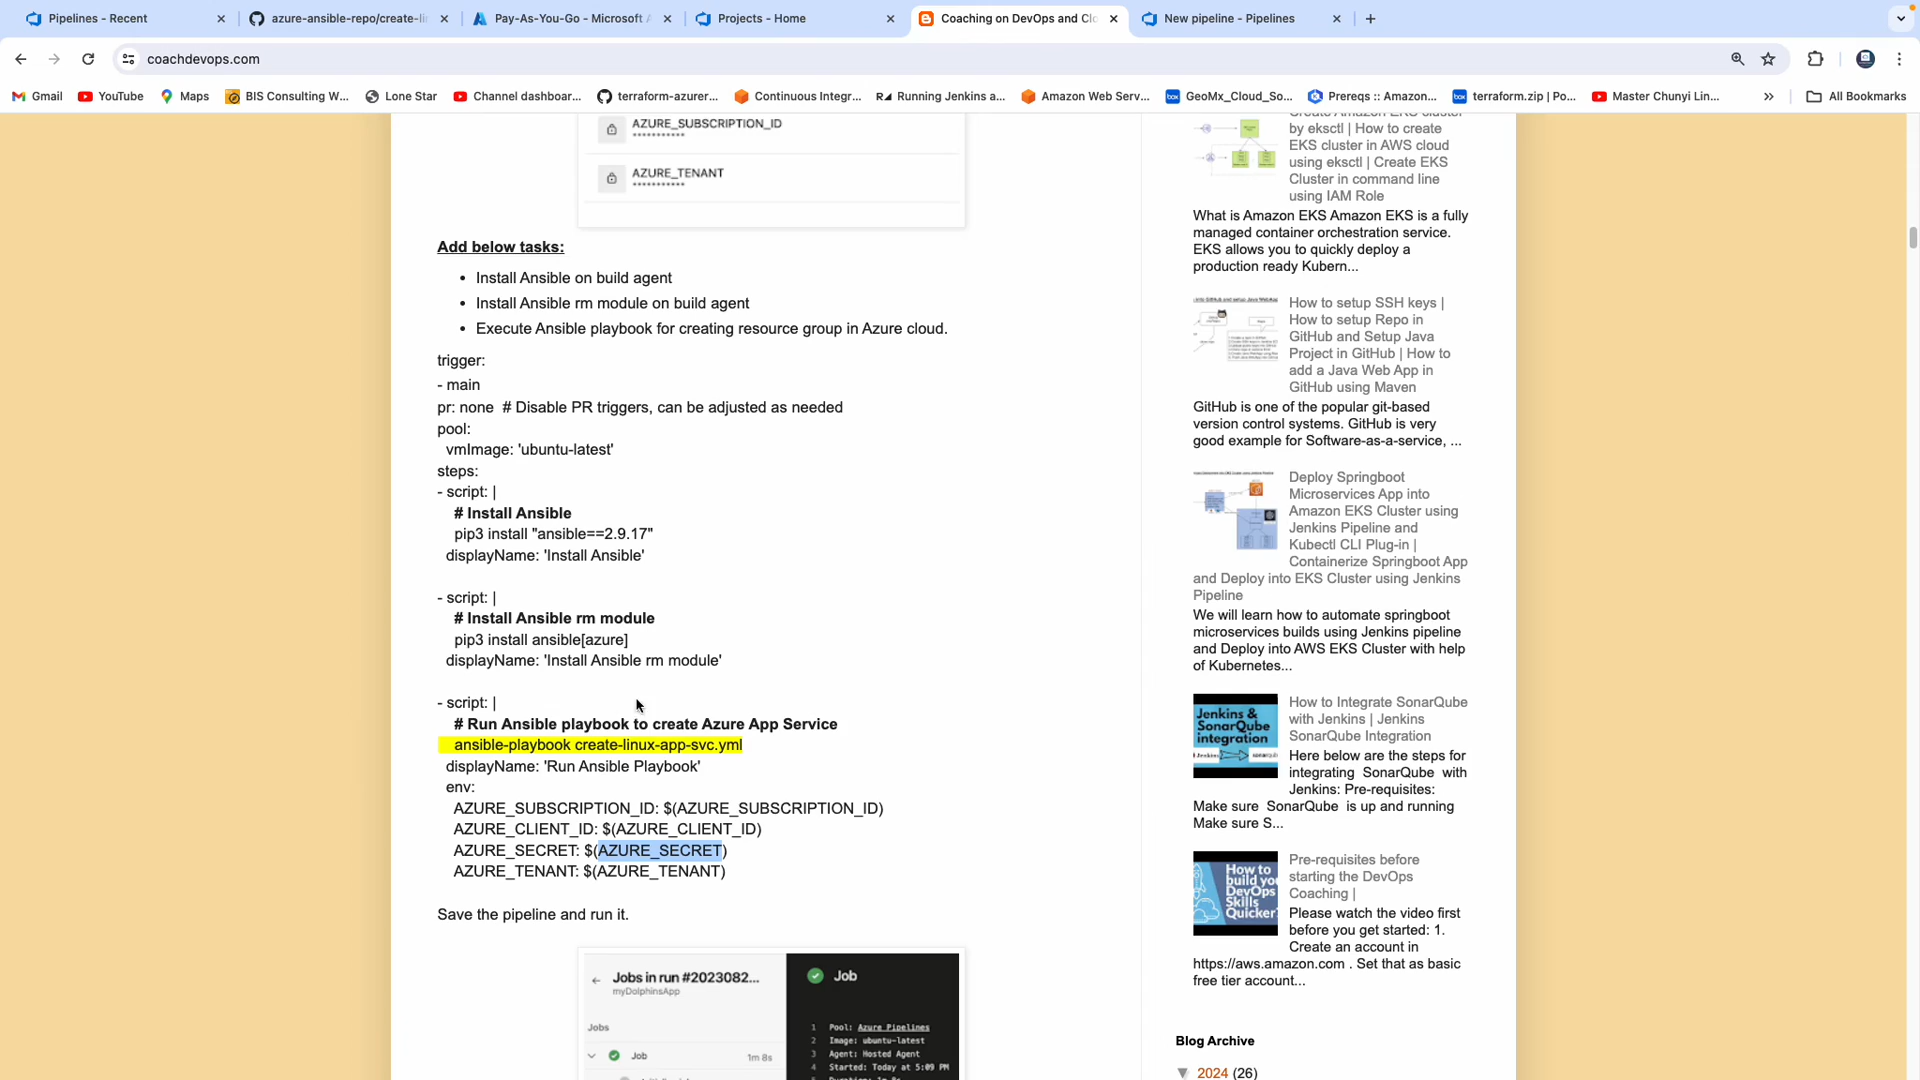 Pipelines - Recent
azure-ansible-repo/create-li
Pay-As-You-Go - Microsoft A
Projects - Home
Coaching on DevOps and Clo
New pipeline - Pipelines
coachdevops.com
Gmail
YouTube
Maps
BIS Consulting W...
Lone Star
Channel dashboar...
terraform-azurer...
Continuous Integr...
Running Jenkins a...
Amazon Web Serv...
GeoMx_Cloud_So...
Prereqs :: Amazon...
terraform.zip | Po...
Master Chunyi Lin...
»
All Bookmarks
AZURE_SUBSCRIPTION_ID
***********
AZURE_TENANT
***********
Add below tasks:
• Install Ansible on build agent
• Install Ansible rm module on build agent
• Execute Ansible playbook for creating resource group in Azure cloud.
trigger:
- main
pr: none # Disable PR triggers, can be adjusted as needed
pool:
vmImage: 'ubuntu-latest'
steps:
- script: |
# Install Ansible
pip3 install "ansible==2.9.17"
displayName: 'Install Ansible'
- script: |
# Install Ansible rm module
pip3 install ansible[azure]
displayName: 'Install Ansible rm module'
- script: |
# Run Ansible playbook to create Azure App Service
ansible-playbook create-linux-app-svc.yml
displayName: 'Run Ansible Playbook'
env:
AZURE_SUBSCRIPTION_ID: $(AZURE_SUBSCRIPTION_ID)
AZURE_CLIENT_ID: $(AZURE_CLIENT_ID)
AZURE_SECRET: $(AZURE_SECRET)
AZURE_TENANT: $(AZURE_TENANT)
Save the pipeline and run it.
Jobs in run #2023082...
myDolphinsApp
Jobs
Job
1m 8s
Job
1 Pool: Azure Pipelines
2 Image: ubuntu-latest
3 Agent: Hosted Agent
4 Started: Today at 5:09 PM
Create Amazon EKS cluster
by eksctl | How to create
EKS cluster in AWS cloud
using eksctl | Create EKS
Cluster in command line
using IAM Role
What is Amazon EKS Amazon EKS is a fully
managed container orchestration service.
EKS allows you to quickly deploy a
production ready Kubern...
How to setup SSH keys |
How to setup Repo in
GitHub and Setup Java
Project in GitHub | How to
add a Java Web App in
GitHub using Maven
GitHub is one of the popular git-based
version control systems. GitHub is very
good example for Software-as-a-service, ...
Deploy Springboot
Microservices App into
Amazon EKS Cluster using
Jenkins Pipeline and
Kubectl CLI Plug-in |
Containerize Springboot App
and Deploy into EKS Cluster using Jenkins
Pipeline
We will learn how to automate springboot
microservices builds using Jenkins pipeline
and Deploy into AWS EKS Cluster with help
of Kubernetes...
Jenkins &
SonarQube
integration
How to Integrate SonarQube
with Jenkins | Jenkins
SonarQube Integration
Here below are the steps for
integrating SonarQube with
Jenkins: Pre-requisites:
Make sure SonarQube is up and running
Make sure S...
How to
build you
DevOps
Skills
Quicker?
Pre-requisites before
starting the DevOps
Coaching |
Please watch the video first
before you get started: 1.
Create an account in
https://aws.amazon.com . Set that as basic
free tier account...
Blog Archive
▼ 2024 (26)